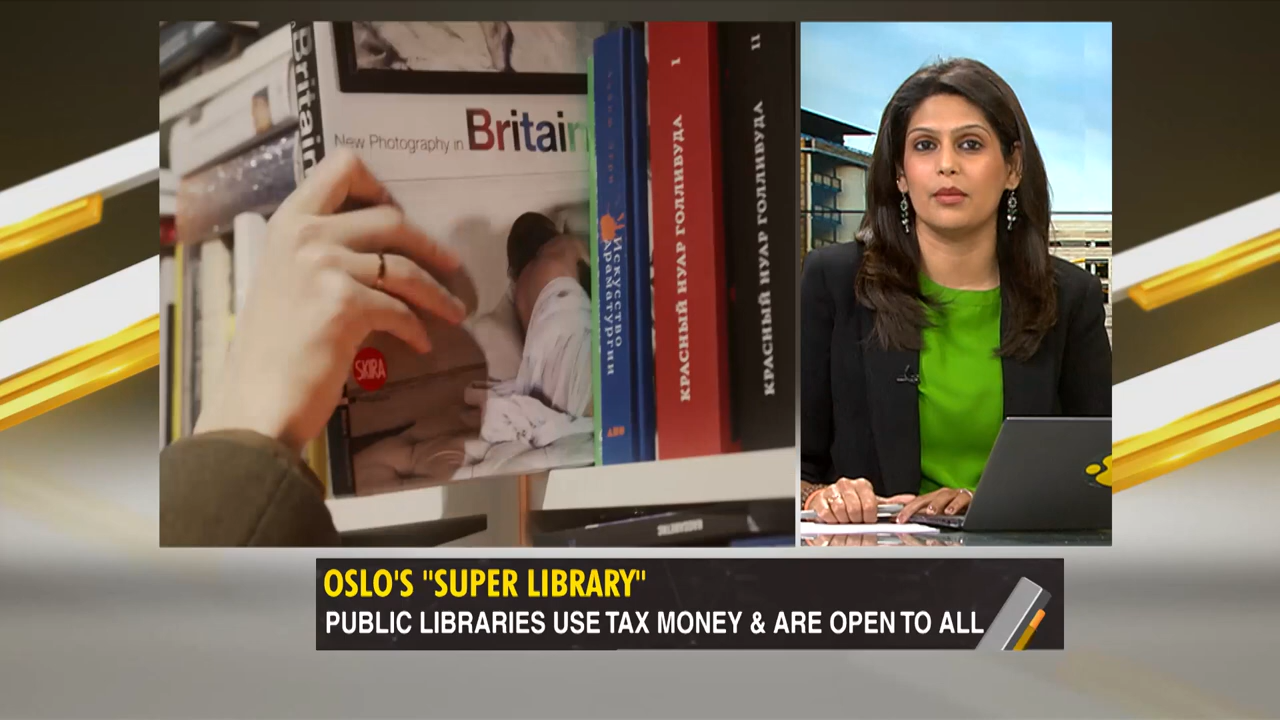 Britain
New Photography in Britain
SKIRA
Искусство
драматургии
КРАСНЫЙ НУАР ГОЛЛИВУДА I
КРАСНЫЙ НУАР ГОЛЛИВУДА II
OSLO'S "SUPER LIBRARY"
PUBLIC LIBRARIES USE TAX MONEY & ARE OPEN TO ALL